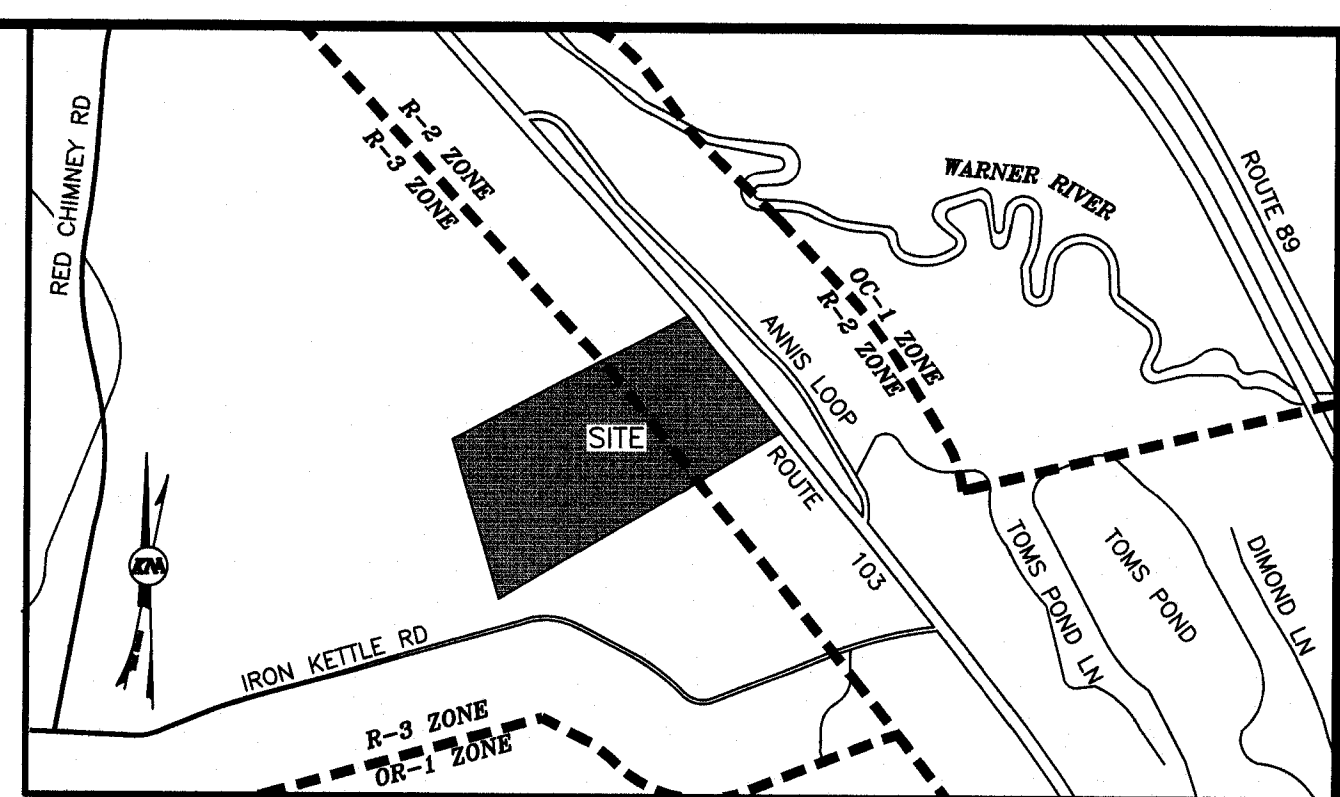 RED CHIMNEY RD
R-2 ZONE
R-3 ZONE
WARNER RIVER
ROUTE 89
OC-1 ZONE
R-2 ZONE
ANNIS LOOP
SITE
ROUTE
103
TOMS POND LN
TOMS POND
DIMOND LN
KNA
IRON KETTLE RD
R-3 ZONE
OR-1 ZONE